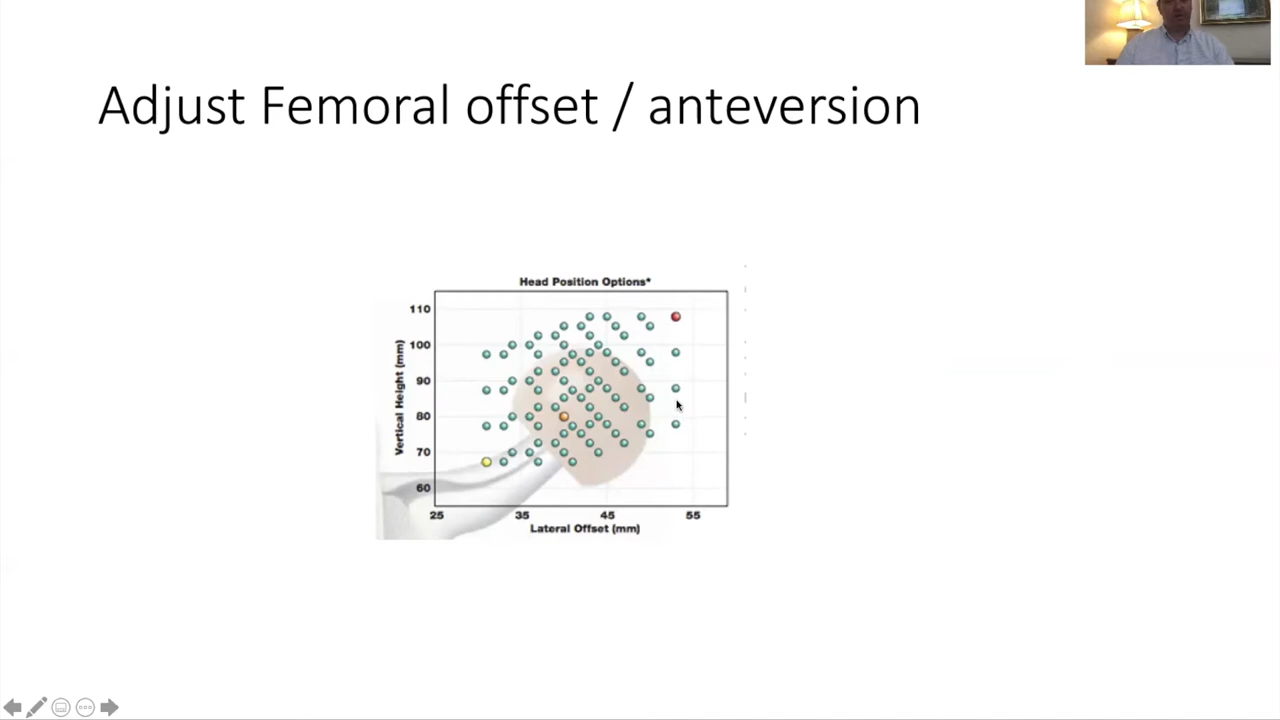 Adjust Femoral offset / anteversion
Head Position Options*
110
100
90
80
70
60
Vertical Height (mm)
25 35 45 55
Lateral Offset (mm)